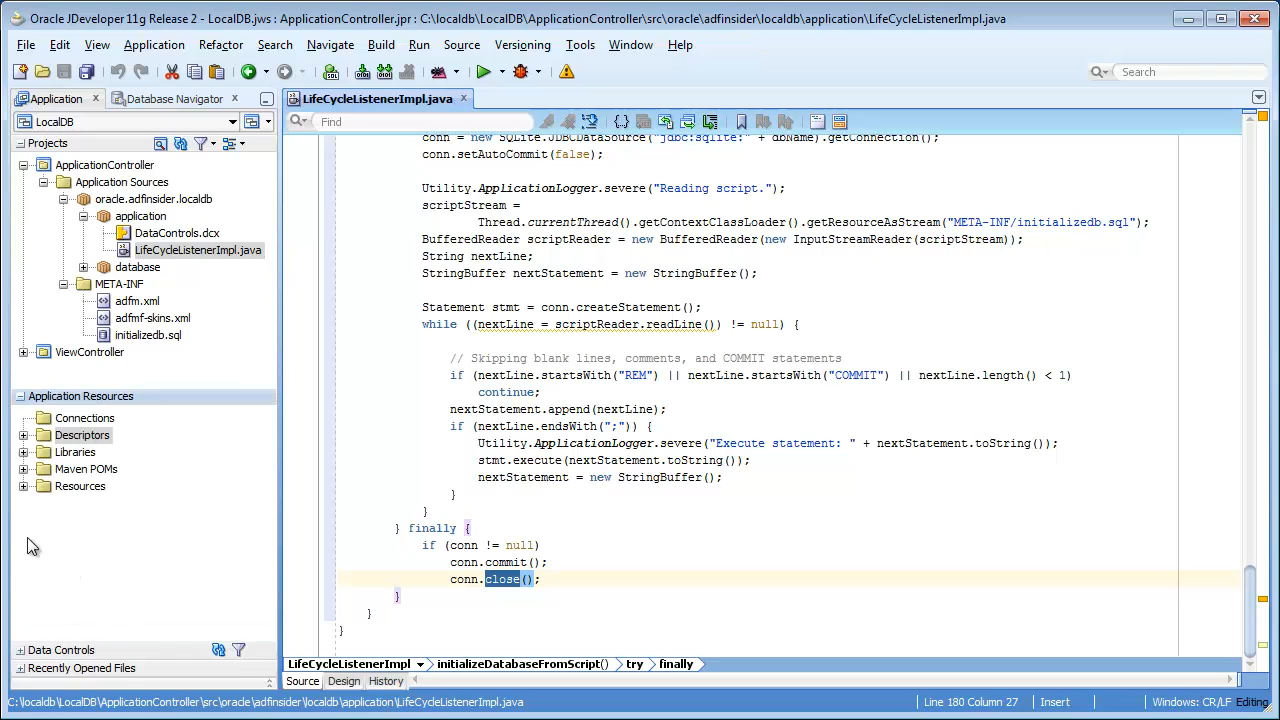 Oracle JDeveloper 11g Release 2 - LocalDB.jws : ApplicationController.jpr : C:\localdb\LocalDB\ApplicationController\src\oracle\adfinsider\localdb\application\LifeCycleListenerImpl.java
File Edit View Application Refactor Search Navigate Build Run Source Versioning Tools Window Help
Search
Application Database Navigator LifeCycleListenerImpl.java
LocalDB
Find
Projects
ApplicationController
Application Sources
oracle.adfinsider.localdb
application
DataControls.dcx
LifeCycleListenerImpl.java
database
META-INF
adfm.xml
adfmf-skins.xml
initializedb.sql
ViewController
Application Resources
Connections
Descriptors
Libraries
Maven POMs
Resources
Data Controls
Recently Opened Files
conn = new SQLite.JDBCDataSource("jdbc:sqlite:" + dbName).getConnection();
conn.setAutoCommit(false);
Utility.ApplicationLogger.severe("Reading script.");
scriptStream =
Thread.currentThread().getContextClassLoader().getResourceAsStream("META-INF/initializedb.sql");
BufferedReader scriptReader = new BufferedReader(new InputStreamReader(scriptStream));
String nextLine;
StringBuffer nextStatement = new StringBuffer();
Statement stmt = conn.createStatement();
while ((nextLine = scriptReader.readLine()) != null) {
// Skipping blank lines, comments, and COMMIT statements
if (nextLine.startsWith("REM") || nextLine.startsWith("COMMIT") || nextLine.length() < 1)
continue;
nextStatement.append(nextLine);
if (nextLine.endsWith(";")) {
Utility.ApplicationLogger.severe("Execute statement: " + nextStatement.toString());
stmt.execute(nextStatement.toString());
nextStatement = new StringBuffer();
}
}
} finally {
if (conn != null)
conn.commit();
conn.close();
}
}
}
LifeCycleListenerImpl initializeDatabaseFromScript() try finally
Source Design History
C:\localdb\LocalDB\ApplicationController\src\oracle\adfinsider\localdb\application\LifeCycleListenerImpl.java Line 180 Column 27 Insert Windows: CR/LF Editing